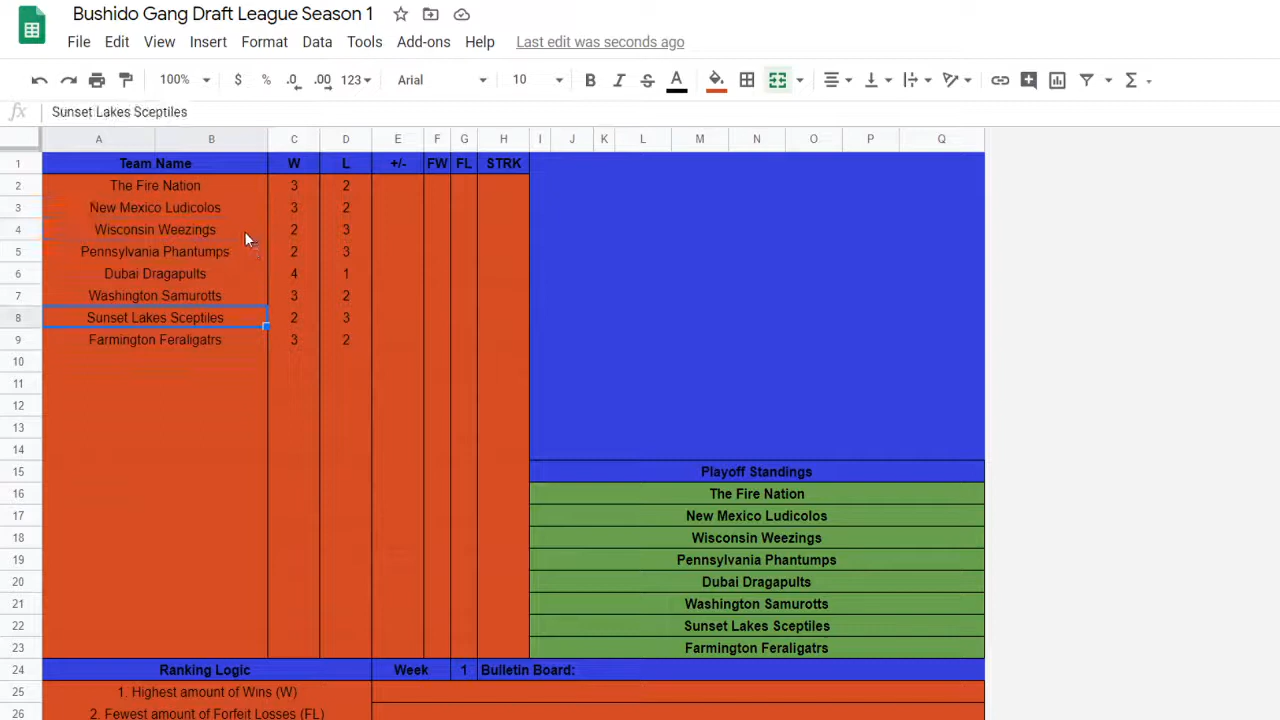 Bushido Gang Draft League Season 1
File Edit View Insert Format Data Tools Add-ons Help Last edit was seconds ago
100% $ % .0 .00 123 Arial 10 B I S A Σ
fx Sunset Lakes Sceptiles
A B C D E F G H I J K L M N O P Q
1 Team Name W L +/- FW FL STRK
2 The Fire Nation 3 2
3 New Mexico Ludicolos 3 2
4 Wisconsin Weezings 2 3
5 Pennsylvania Phantumps 2 3
6 Dubai Dragapults 4 1
7 Washington Samurotts 3 2
8 Sunset Lakes Sceptiles 2 3
9 Farmington Feraligatrs 3 2
10
11
12
13
14
15 Playoff Standings
16 The Fire Nation
17 New Mexico Ludicolos
18 Wisconsin Weezings
19 Pennsylvania Phantumps
20 Dubai Dragapults
21 Washington Samurotts
22 Sunset Lakes Sceptiles
23 Farmington Feraligatrs
24 Ranking Logic Week 1 Bulletin Board:
25 1. Highest amount of Wins (W)
26 2. Fewest amount of Forfeit Losses (FL)